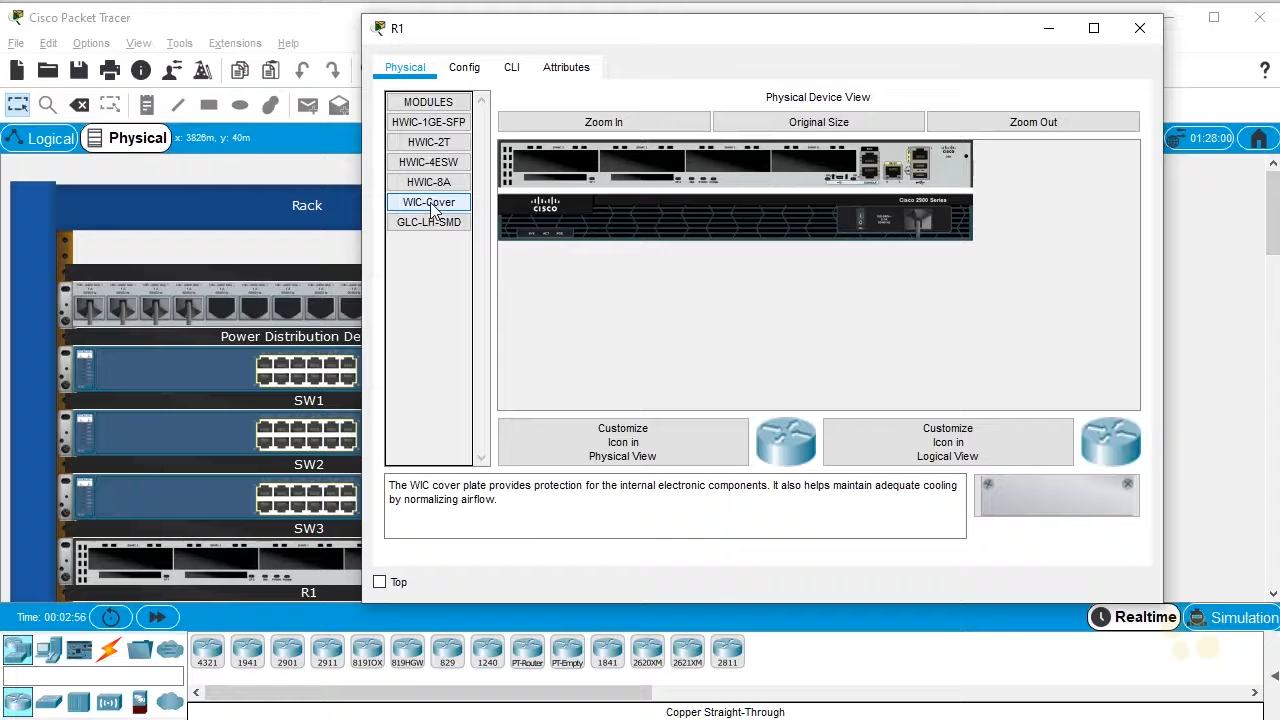 Cisco Packet Tracer
File Edit Options View Tools Extensions Help
Logical
Physical
x: 3826m, y: 40m
01:28:00
Rack
Power Distribution De
SW1
SW2
SW3
R1
R1
Physical Config CLI Attributes
MODULES
HWIC-1GE-SFP
HWIC-2T
HWIC-4ESW
HWIC-8A
WIC-Cover
GLC-LH-SMD
Physical Device View
Zoom In
Original Size
Zoom Out
CISCO
Cisco 2900 Series
Customize
Icon in
Physical View
Customize
Icon in
Logical View
The WIC cover plate provides protection for the internal electronic components. It also helps maintain adequate cooling
by normalizing airflow.
Top
Time: 00:02:56
Realtime
Simulation
4321 1941 2901 2911 819IOX 819HGW 829 1240 PT-Router PT-Empty 1841 2620XM 2621XM 2811
Copper Straight-Through